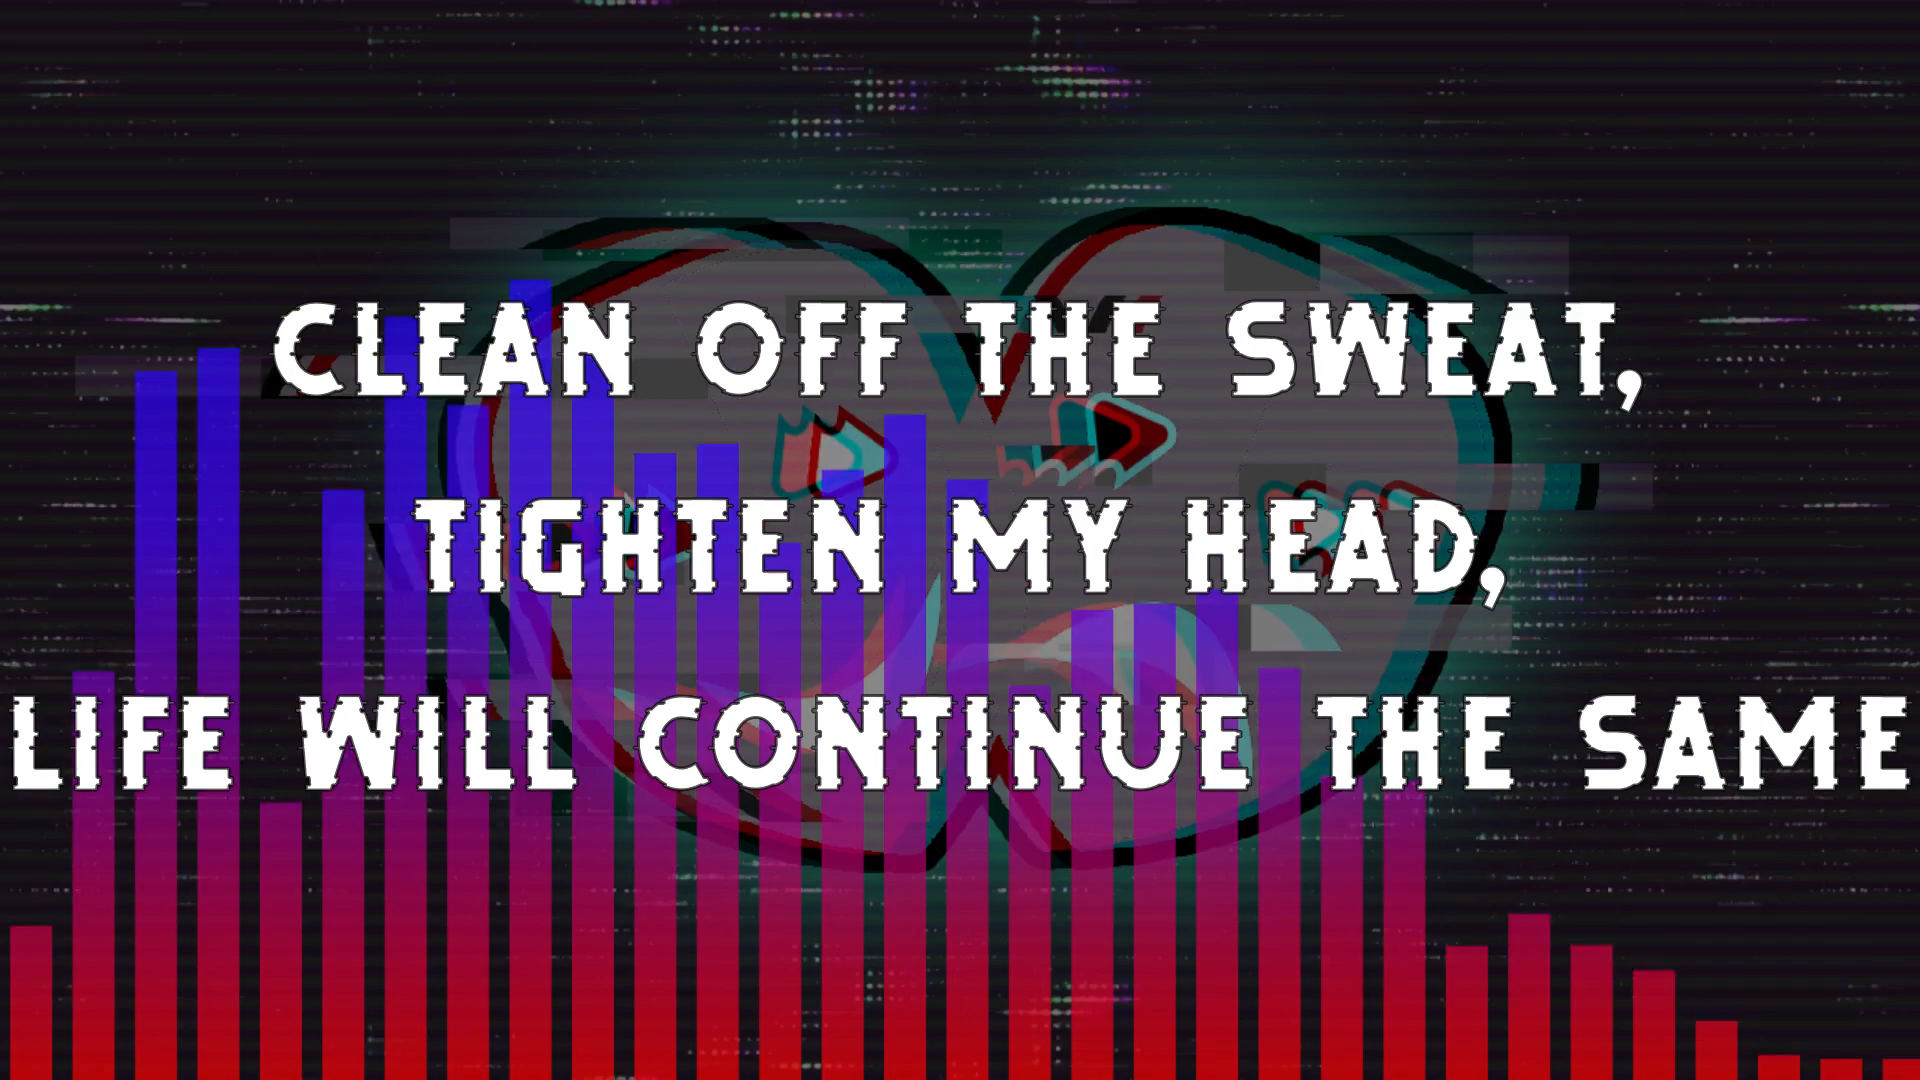 CLEAN OFF THE SWEAT,
TIGHTEN MY HEAD,
LIFE WILL CONTINUE THE SAME